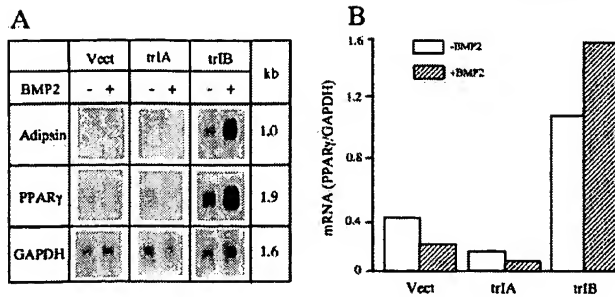 A
Vect trIA trIB kb
BMP2 - + - + - +
Adipsin 1.0
PPARγ 1.9
GAPDH 1.6
B
-BMP2
+BMP2
mRNA (PPARγ/GAPDH)
1.6
1.2
0.8
0.4
0
Vect trIA trIB